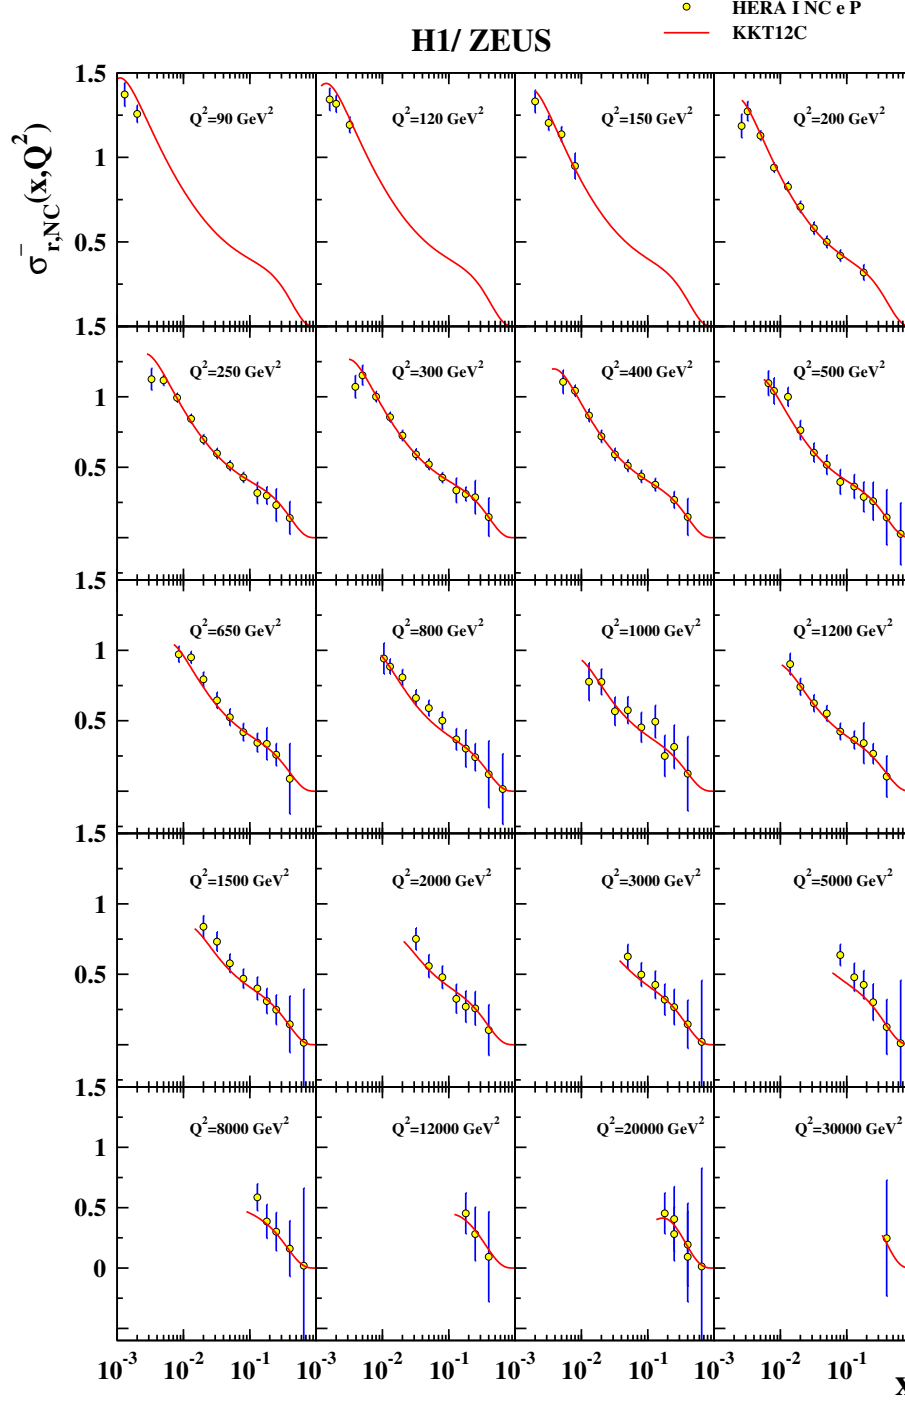 HERA I NC e P
KKT12C
H1/ ZEUS
σ⁻r,NC(x,Q²)
1.5
1
0.5
1.5
Q²=90 GeV²
Q²=120 GeV²
Q²=150 GeV²
Q²=200 GeV²
1
0.5
1.5
Q²=250 GeV²
Q²=300 GeV²
Q²=400 GeV²
Q²=500 GeV²
1
0.5
1.5
Q²=650 GeV²
Q²=800 GeV²
Q²=1000 GeV²
Q²=1200 GeV²
1
0.5
1.5
Q²=1500 GeV²
Q²=2000 GeV²
Q²=3000 GeV²
Q²=5000 GeV²
1
0.5
0
Q²=8000 GeV²
Q²=12000 GeV²
Q²=20000 GeV²
Q²=30000 GeV²
10⁻³ 10⁻² 10⁻¹ 10⁻³ 10⁻² 10⁻¹ 10⁻³ 10⁻² 10⁻¹ 10⁻³ 10⁻² 10⁻¹